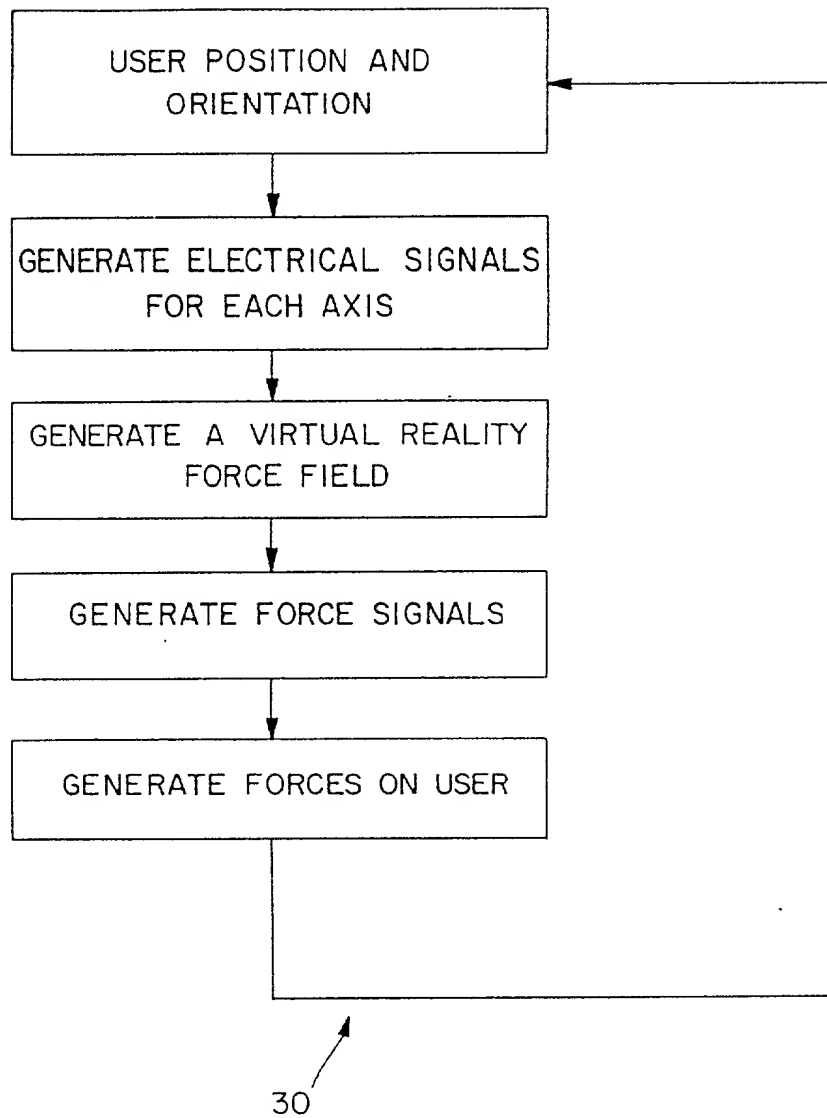 USER POSITION AND
ORIENTATION
GENERATE ELECTRICAL SIGNALS
FOR EACH AXIS
GENERATE A VIRTUAL REALITY
FORCE FIELD
GENERATE FORCE SIGNALS
GENERATE FORCES ON USER
30